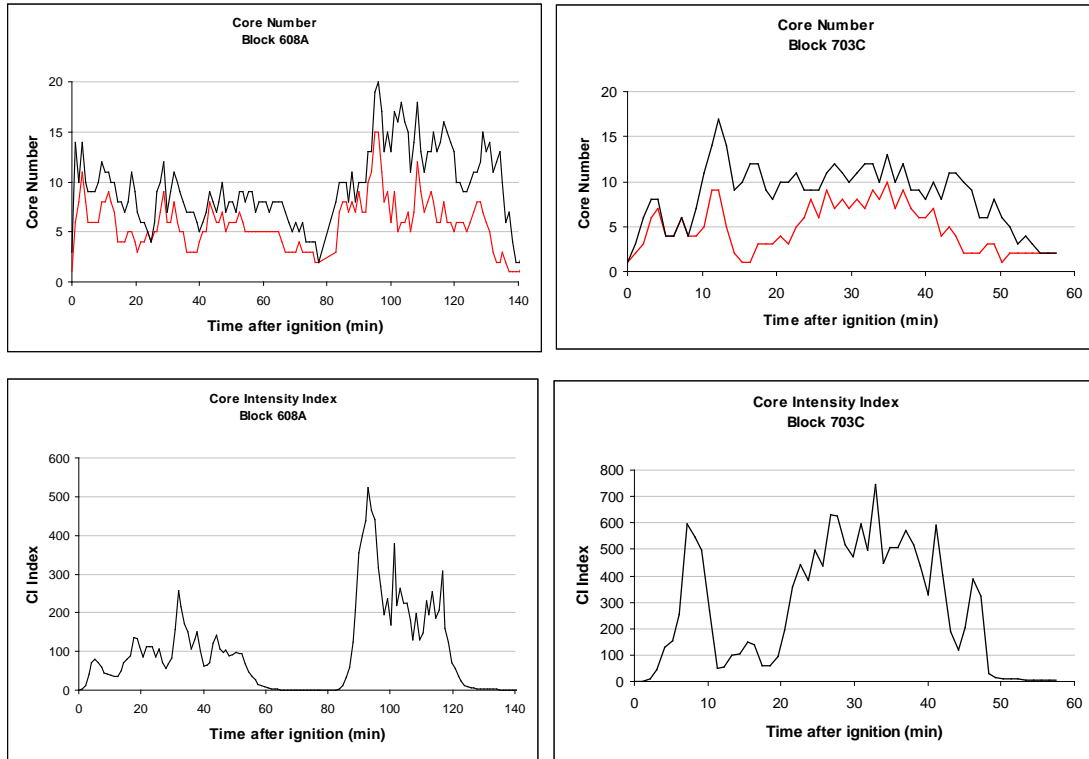 Core Number
Block 608A
20
15
10
5
0
Core Number
0 20 40 60 80 100 120 140
Time after ignition (min)
Core Number
Block 703C
20
15
10
5
0
Core Number
0 10 20 30 40 50 60
Time after ignition (min)
Core Intensity Index
Block 608A
600
500
400
300
200
100
0
CI Index
0 20 40 60 80 100 120 140
Time after ignition (min)
Core Intensity Index
Block 703C
800
700
600
500
400
300
200
100
0
CI Index
0 10 20 30 40 50 60
Time after ignition (min)